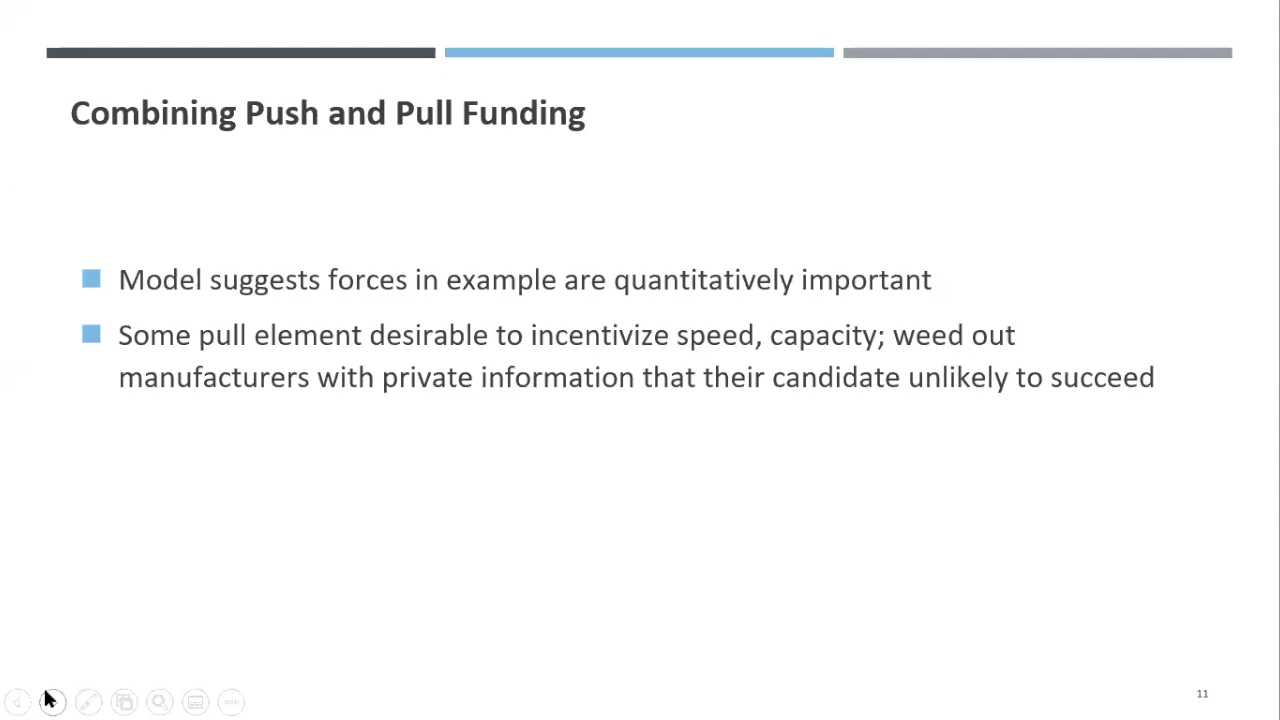 Combining Push and Pull Funding
Model suggests forces in example are quantitatively important
Some pull element desirable to incentivize speed, capacity; weed out
manufacturers with private information that their candidate unlikely to succeed
11